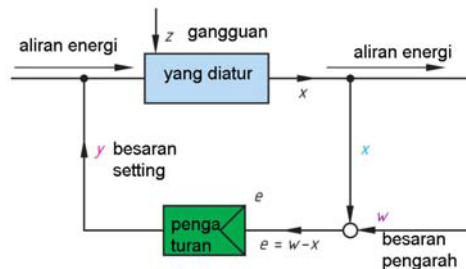 z gangguan
aliran energi
aliran energi
yang diatur
x
y besaran
setting
x
e
penga
turan
e = w-x
w
besaran
pengarah